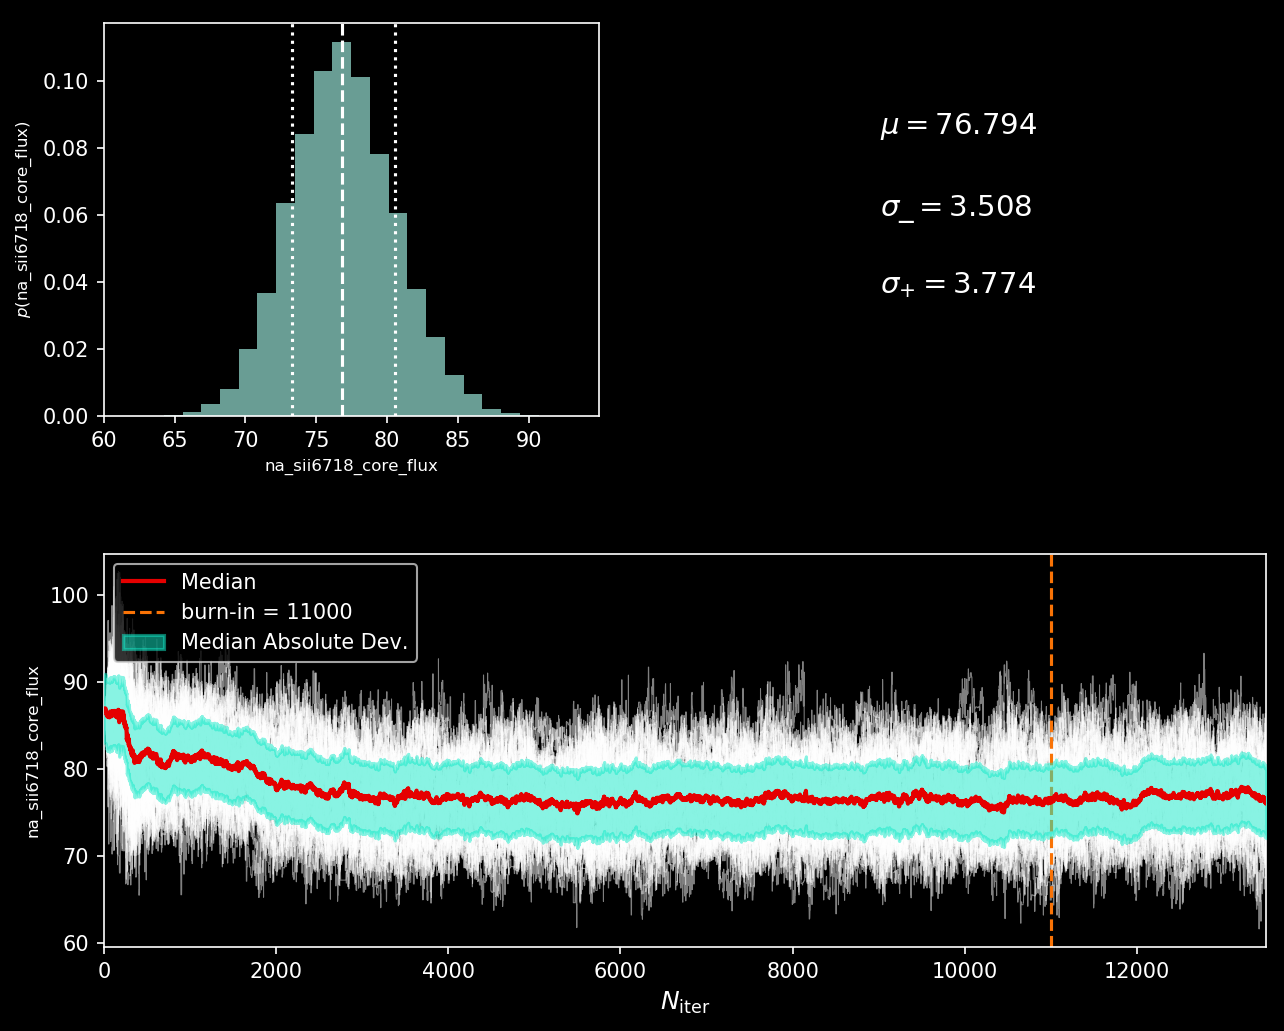 0.10
0.08
0.06
0.04
0.02
0.00
p(na_sii6718_core_flux)
60 65 70 75 80 85 90
na_sii6718_core_flux
μ = 76.794
σ_ = 3.508
σ+ = 3.774
Median
burn-in = 11000
Median Absolute Dev.
100
90
80
70
60
na_sii6718_core_flux
0 2000 4000 6000 8000 10000 12000
Niter